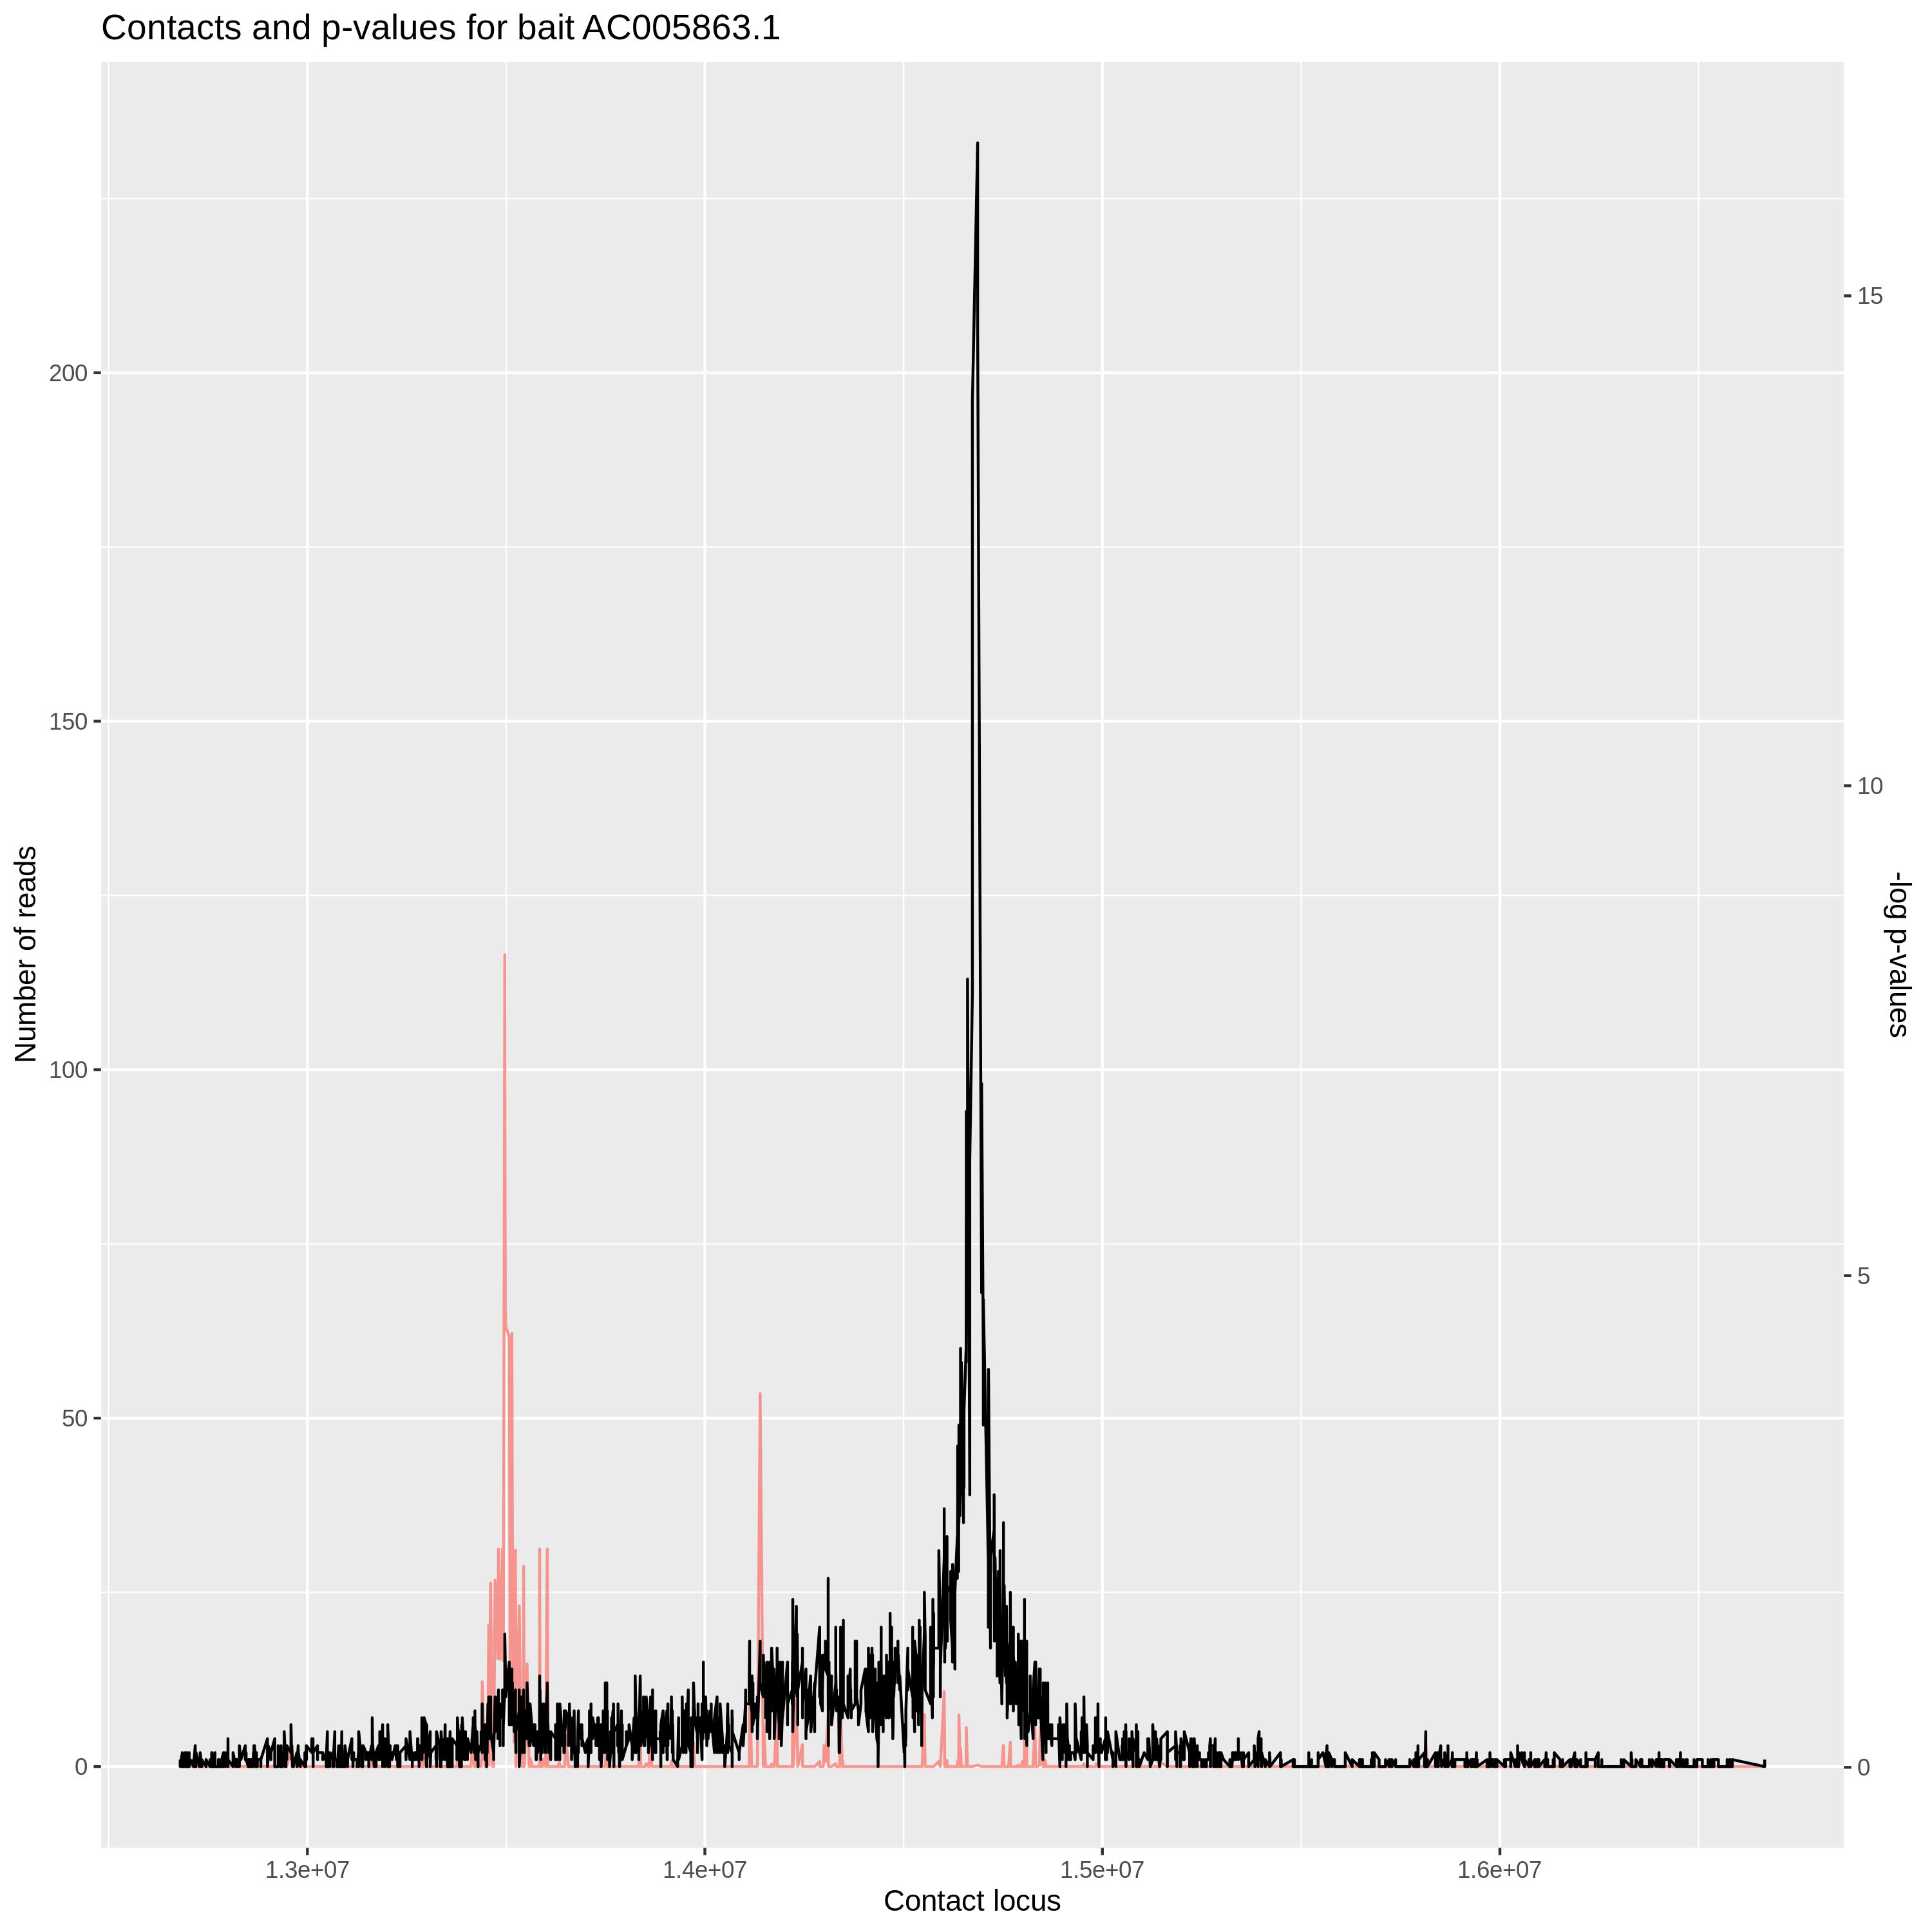 Contacts and p-values for bait AC005863.1
200
150
100
50
0
Number of reads
15
10
5
0
-log p-values
1.3e+07
1.4e+07
1.5e+07
1.6e+07
Contact locus